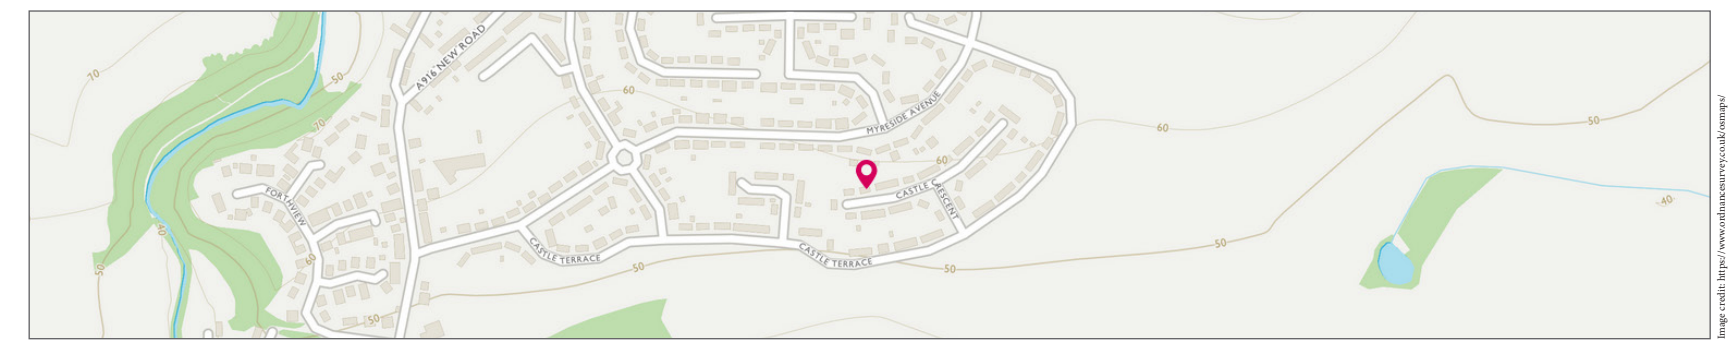 70
50
A916 NEW ROAD
60
70
MYRESIDE AVENUE
60
50
60
CASTLE CRESCENT
FORTHVIEW
40
40
60
50
CASTLE TERRACE
CASTLE TERRACE
50
50
50
50
Image credit: https://www.ordnancesurvey.co.uk/osmaps/